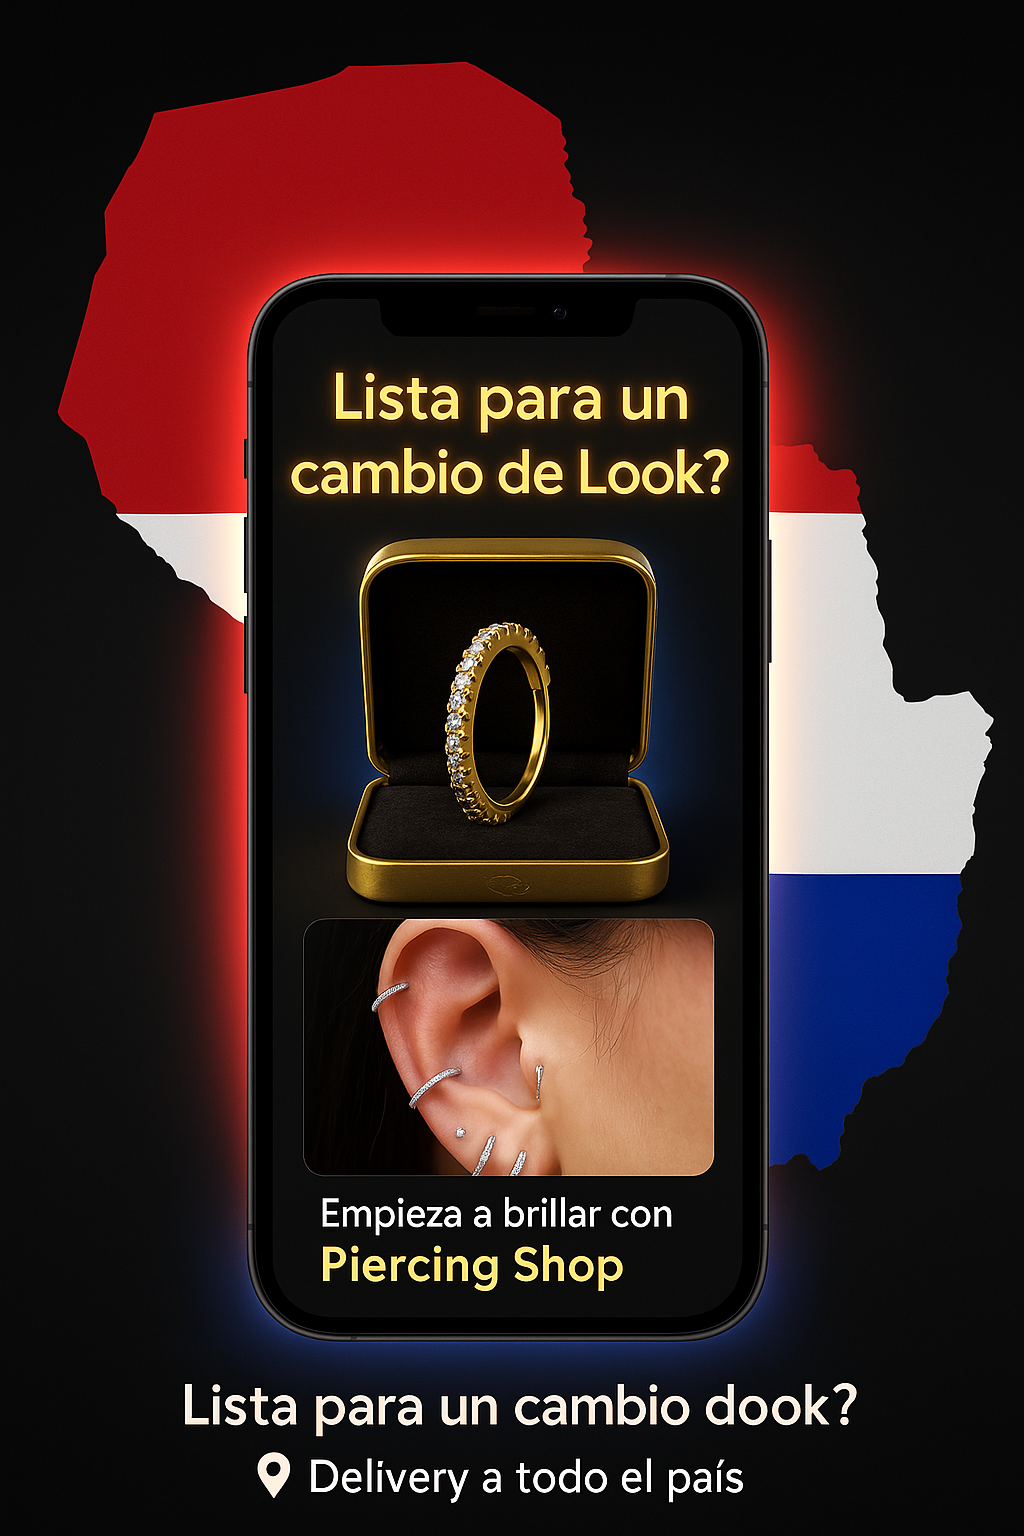 Lista para un
cambio de Look?
Empieza a brillar con
Piercing Shop
Lista para un cambio dook?
Delivery a todo el país